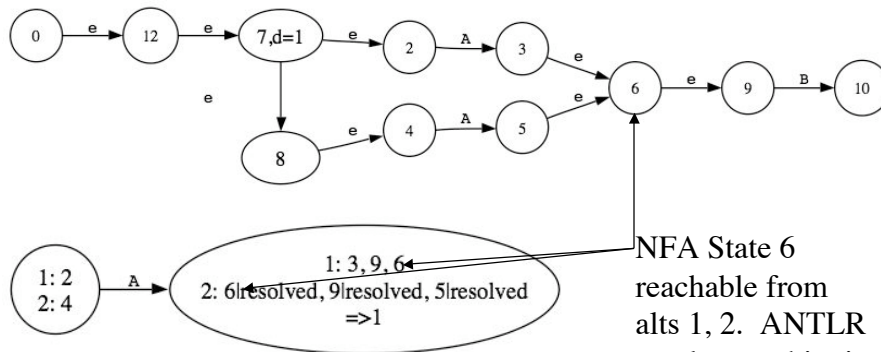 0
e
12
e
7,d=1
e
2
A
3
e
6
e
9
B
10
e
8
e
4
A
5
e
1: 2
2: 4
A
1: 3, 9, 6
2: 6|resolved, 9|resolved, 5|resolved
=>1
NFA State 6
reachable from
alts 1, 2. ANTLR